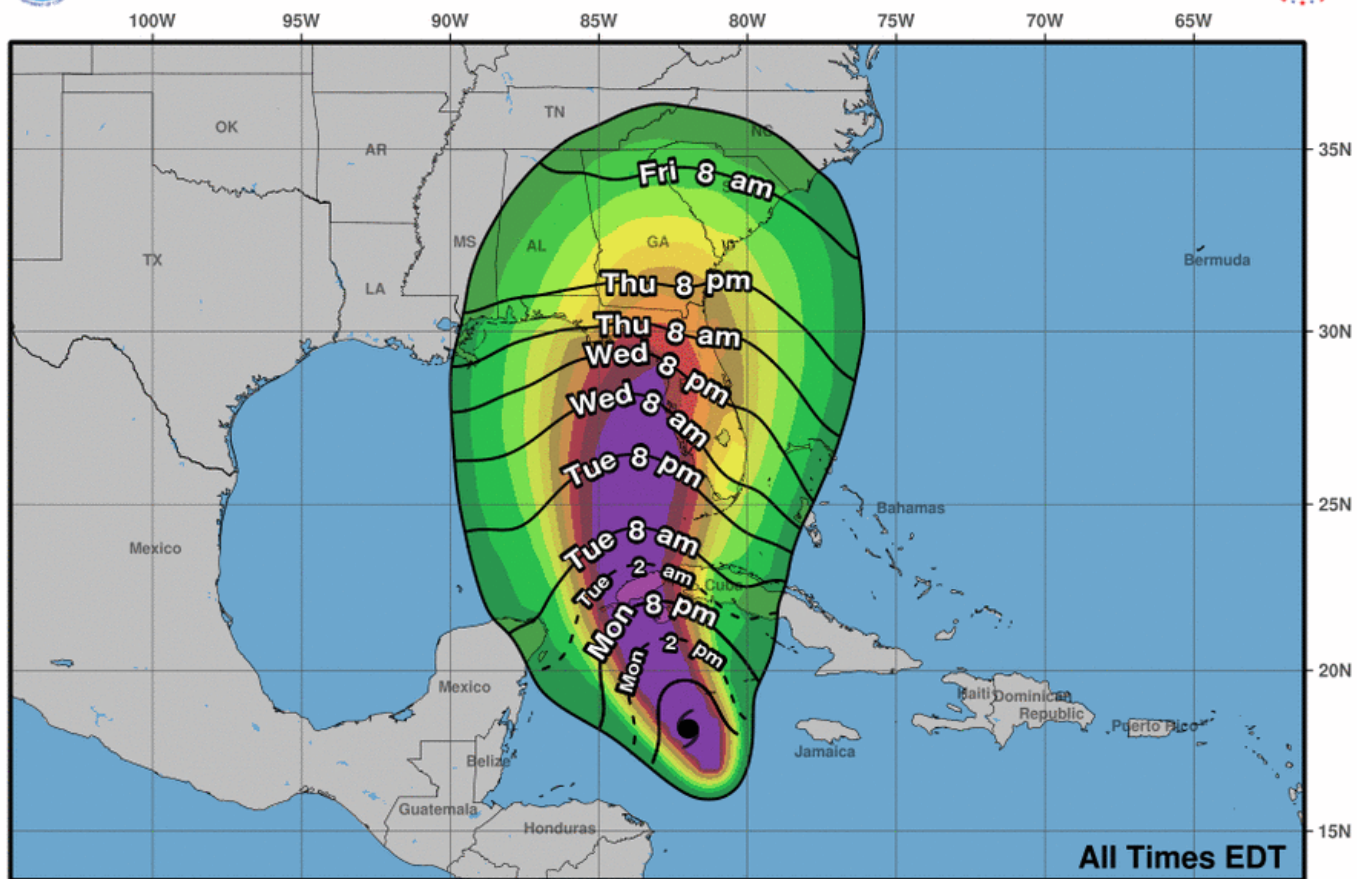 100W 95W 90W 85W 80W 75W 70W 65W
TN
OK
NC
AR
35N
Fri 8 am
MS
AL
GA
TX
Bermuda
LA
Thu 8 pm
Thu 8 am
30N
Wed 8 pm
Wed 8 am
Tue 8 pm
25N
Bahamas
Mexico
Tue 8 am
Tue 2 am
Cuba
Mon 8 pm
Mon 2 pm
20N
Mexico
Haiti
Dominican
Republic
Puerto Rico
Jamaica
Belize
Guatemala
Honduras
15N
All Times EDT